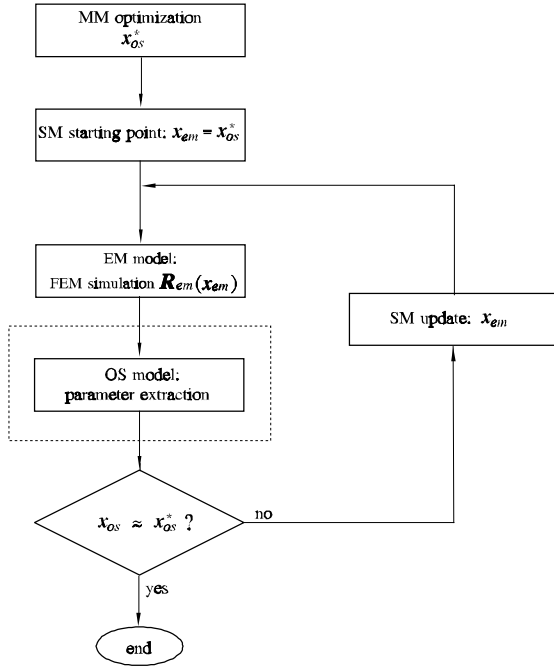 MM optimization
x*os
SM starting point: xem = x*os
EM model:
FEM simulation Rem(xem)
SM update: xem
OS model:
parameter extraction
xos ≈ x*os ?
no
yes
end